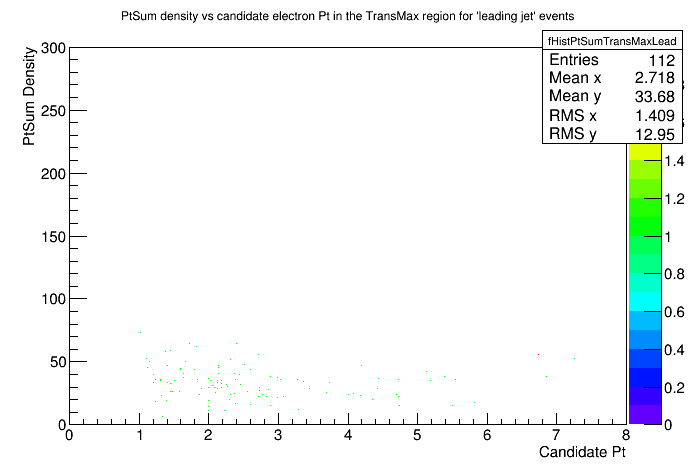 PtSum density vs candidate electron Pt in the TransMax region for 'leading jet' events
fHistPtSumTransMaxLead
Entries 112
Mean x 2.718
Mean y 33.68
RMS x 1.409
RMS y 12.95
PtSum Density
300
250
200
150
100
50
0
0 1 2 3 4 5 6 7 8
Candidate Pt
1.4
1.2
1
0.8
0.6
0.4
0.2
0